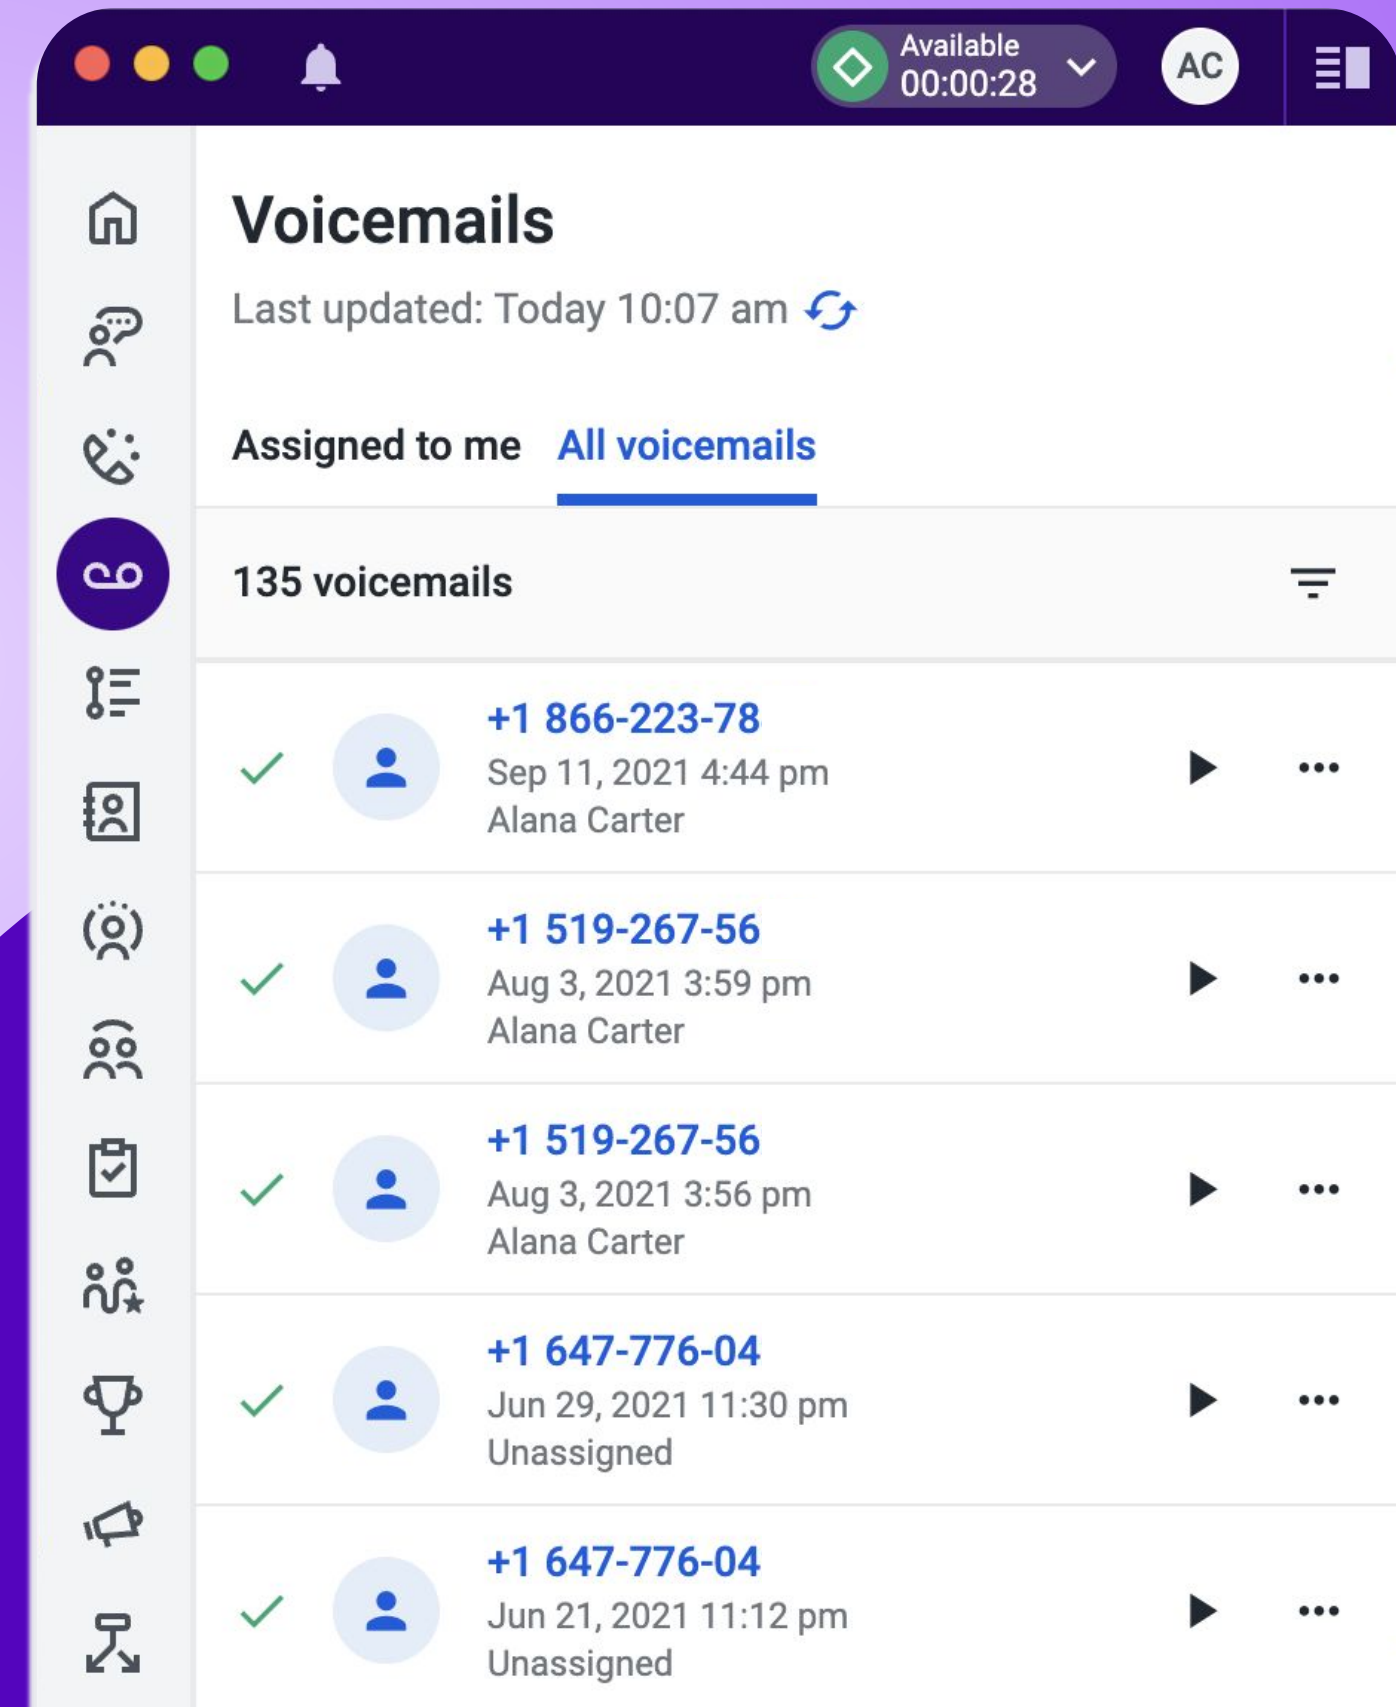 Available
00:00:28
AC
Voicemails
Last updated: Today 10:07 am
Assigned to me All voicemails
135 voicemails
+1 866-223-78
Sep 11, 2021 4:44 pm
Alana Carter
+1 519-267-56
Aug 3, 2021 3:59 pm
Alana Carter
+1 519-267-56
Aug 3, 2021 3:56 pm
Alana Carter
+1 647-776-04
Jun 29, 2021 11:30 pm
Unassigned
+1 647-776-04
Jun 21, 2021 11:12 pm
Unassigned